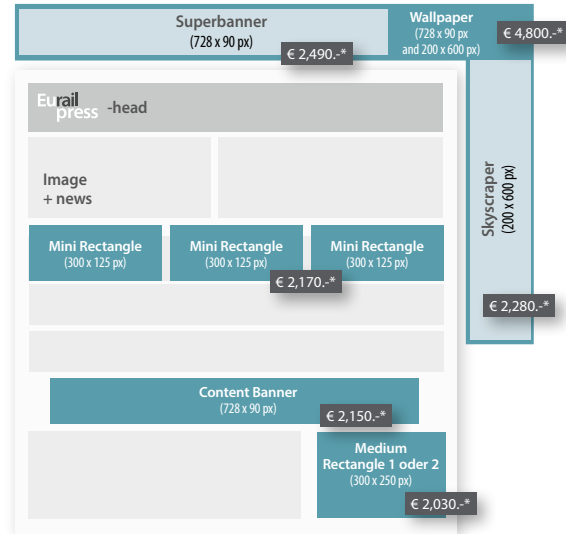 Superbanner
(728 x 90 px)
€ 2,490.-*
Wallpaper
(728 x 90 px
and 200 x 600 px)
€ 4,800.-*
Eurail
press
-head
Image
+ news
Skyscraper
(200 x 600 px)
€ 2,280.-*
Mini Rectangle
(300 x 125 px)
Mini Rectangle
(300 x 125 px)
€ 2,170.-*
Mini Rectangle
(300 x 125 px)
Content Banner
(728 x 90 px)
€ 2,150.-*
Medium
Rectangle 1 oder 2
(300 x 250 px)
€ 2,030.-*